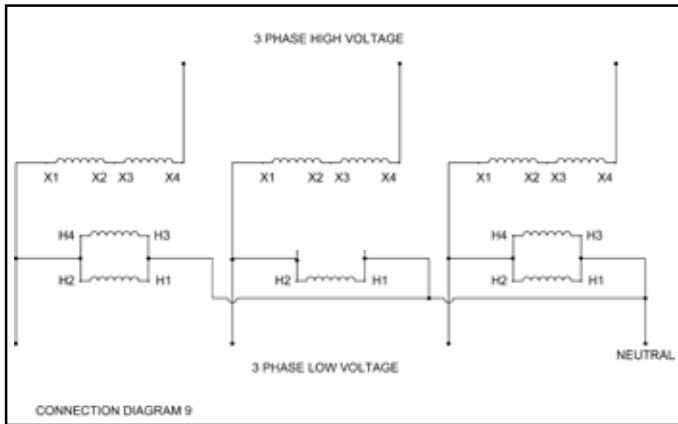 3 PHASE HIGH VOLTAGE
X1 X2 X3 X4 X1 X2 X3 X4 X1 X2 X3 X4
H4 H3 H4 H3
H2 H1 H2 H1 H2 H1
3 PHASE LOW VOLTAGE
NEUTRAL
CONNECTION DIAGRAM 9